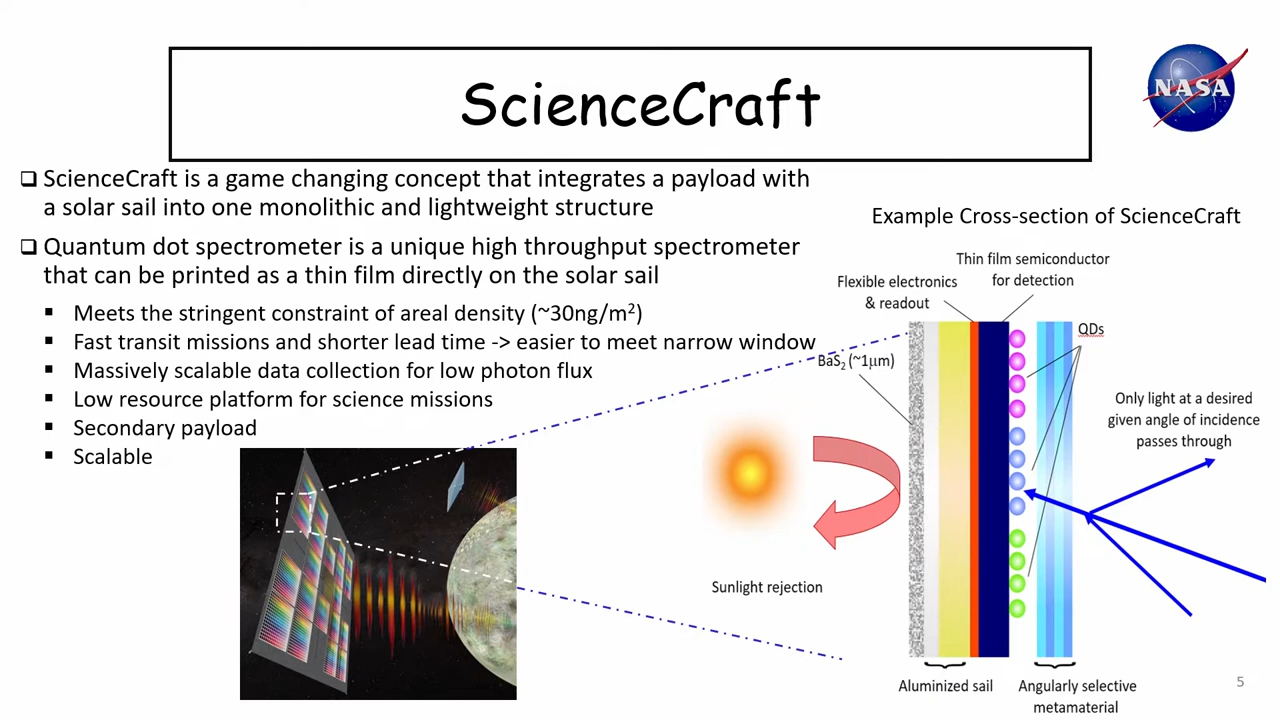 ScienceCraft
NASA
❑ ScienceCraft is a game changing concept that integrates a payload with
a solar sail into one monolithic and lightweight structure
❑ Quantum dot spectrometer is a unique high throughput spectrometer
that can be printed as a thin film directly on the solar sail
▪ Meets the stringent constraint of areal density (~30ng/m²)
▪ Fast transit missions and shorter lead time -> easier to meet narrow window
▪ Massively scalable data collection for low photon flux
▪ Low resource platform for science missions
▪ Secondary payload
▪ Scalable
Example Cross-section of ScienceCraft
Thin film semiconductor
for detection
Flexible electronics
& readout
QDs
BaS₂ (~1μm)
Only light at a desired
given angle of incidence
passes through
Sunlight rejection
Aluminized sail
Angularly selective
metamaterial
5